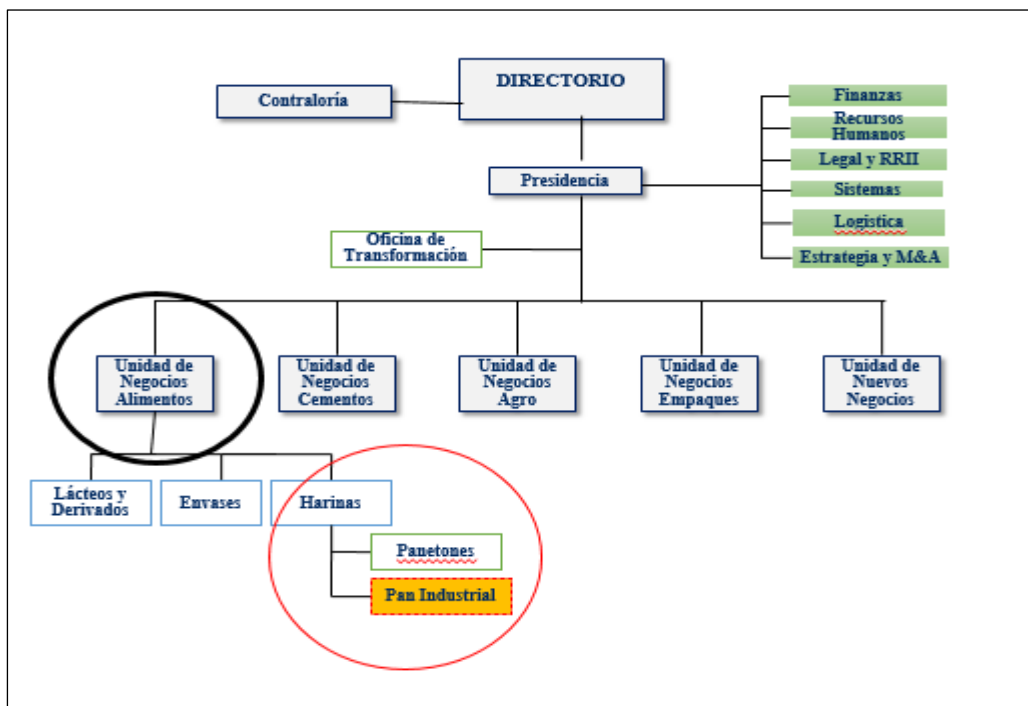 DIRECTORIO
Contraloría
Finanzas
Recursos
Humanos
Legal y RRII
Presidencia
Sistemas
Logistica
Oficina de
Transformación
Estrategia y M&A
Unidad de
Negocios
Alimentos
Unidad de
Negocios
Cementos
Unidad de
Negocios
Agro
Unidad de
Negocios
Empaques
Unidad de
Nuevos
Negocios
Lácteos y
Derivados
Envases
Harinas
Panetones
Pan Industrial